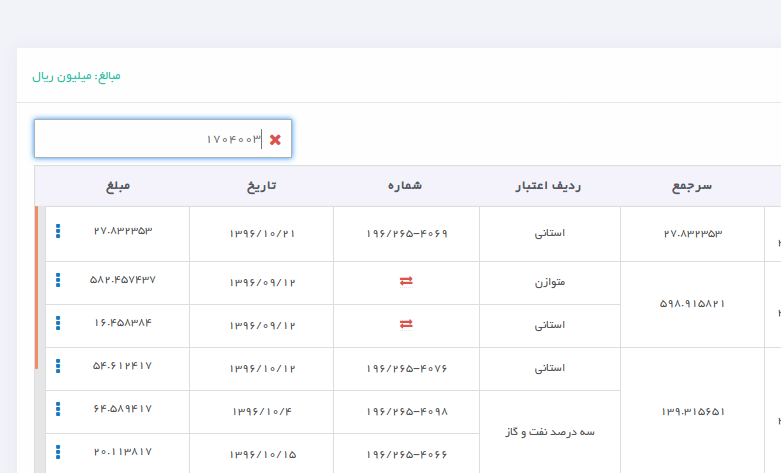 مبالغ: میلیون ریال
۱۷۰۴۰۰۳
سرجمع ردیف اعتبار شماره تاریخ مبلغ
۲۷.۸۳۲۳۵۳ استانی ۱۹۶/۲۶۵-۴۰۶۹ ۱۳۹۶/۱۰/۲۱ ۲۷.۸۳۲۳۵۳
متوازن ۱۳۹۶/۰۹/۱۲ ۵۸۲.۴۵۷۴۳۷
۵۹۸.۹۱۵۸۲۱
استانی ۱۳۹۶/۰۹/۱۲ ۱۶.۴۵۸۳۸۴
استانی ۱۹۶/۲۶۵-۴۰۷۶ ۱۳۹۶/۱۰/۱۲ ۵۴.۶۱۲۴۱۷
۱۳۹.۳۱۵۶۵۱ ۱۹۶/۲۶۵-۴۰۹۸ ۱۳۹۶/۱۰/۴ ۶۴.۵۸۹۴۱۷
سه درصد نفت و گاز
۱۹۶/۲۶۵-۴۰۶۶ ۱۳۹۶/۱۰/۱۵ ۲۰.۱۱۳۸۱۷